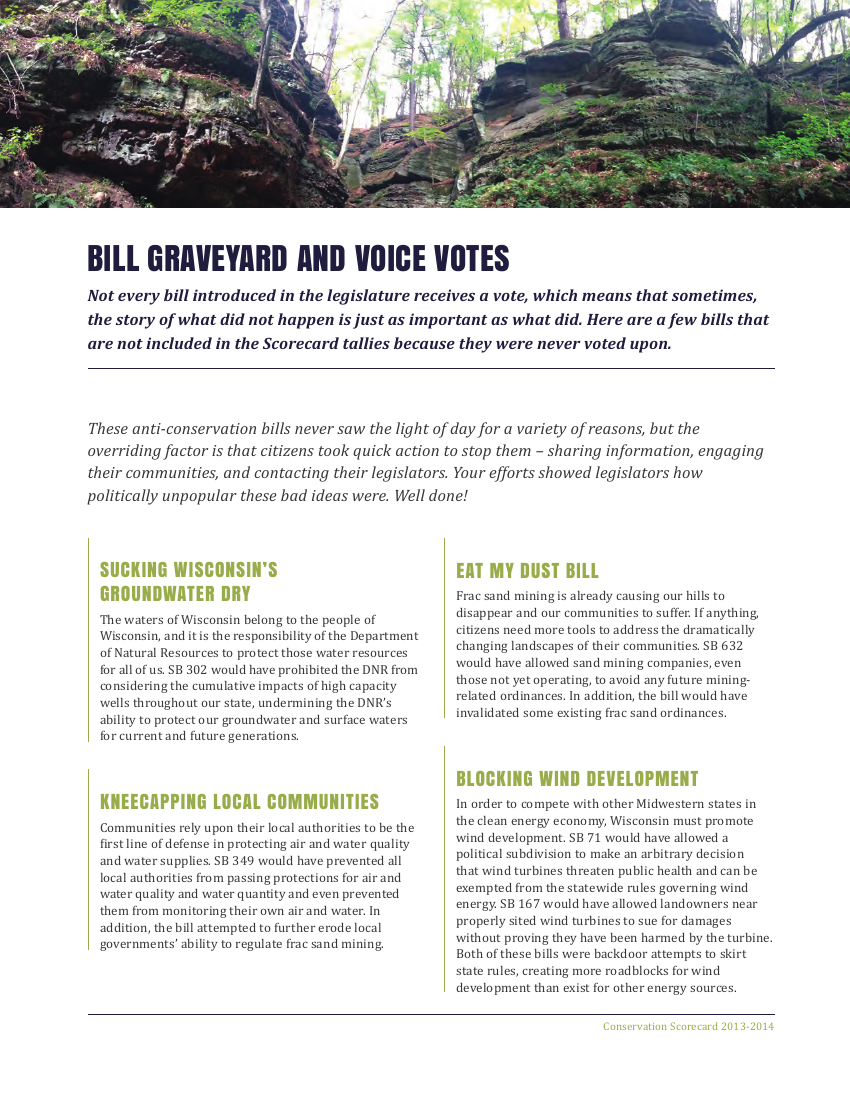 BILL GRAVEYARD AND VOICE VOTES
Not every bill introduced in the legislature receives a vote, which means that sometimes,
the story of what did not happen is just as important as what did. Here are a few bills that
are not included in the Scorecard tallies because they were never voted upon.
These anti-conservation bills never saw the light of day for a variety of reasons, but the
overriding factor is that citizens took quick action to stop them – sharing information, engaging
their communities, and contacting their legislators. Your efforts showed legislators how
politically unpopular these bad ideas were. Well done!
SUCKING WISCONSIN'S
GROUNDWATER DRY
The waters of Wisconsin belong to the people of
Wisconsin, and it is the responsibility of the Department
of Natural Resources to protect those water resources
for all of us. SB 302 would have prohibited the DNR from
considering the cumulative impacts of high capacity
wells throughout our state, undermining the DNR's
ability to protect our groundwater and surface waters
for current and future generations.
KNEECAPPING LOCAL COMMUNITIES
Communities rely upon their local authorities to be the
first line of defense in protecting air and water quality
and water supplies. SB 349 would have prevented all
local authorities from passing protections for air and
water quality and water quantity and even prevented
them from monitoring their own air and water. In
addition, the bill attempted to further erode local
governments' ability to regulate frac sand mining.
EAT MY DUST BILL
Frac sand mining is already causing our hills to
disappear and our communities to suffer. If anything,
citizens need more tools to address the dramatically
changing landscapes of their communities. SB 632
would have allowed sand mining companies, even
those not yet operating, to avoid any future mining-
related ordinances. In addition, the bill would have
invalidated some existing frac sand ordinances.
BLOCKING WIND DEVELOPMENT
In order to compete with other Midwestern states in
the clean energy economy, Wisconsin must promote
wind development. SB 71 would have allowed a
political subdivision to make an arbitrary decision
that wind turbines threaten public health and can be
exempted from the statewide rules governing wind
energy. SB 167 would have allowed landowners near
properly sited wind turbines to sue for damages
without proving they have been harmed by the turbine.
Both of these bills were backdoor attempts to skirt
state rules, creating more roadblocks for wind
development than exist for other energy sources.
Conservation Scorecard 2013-2014